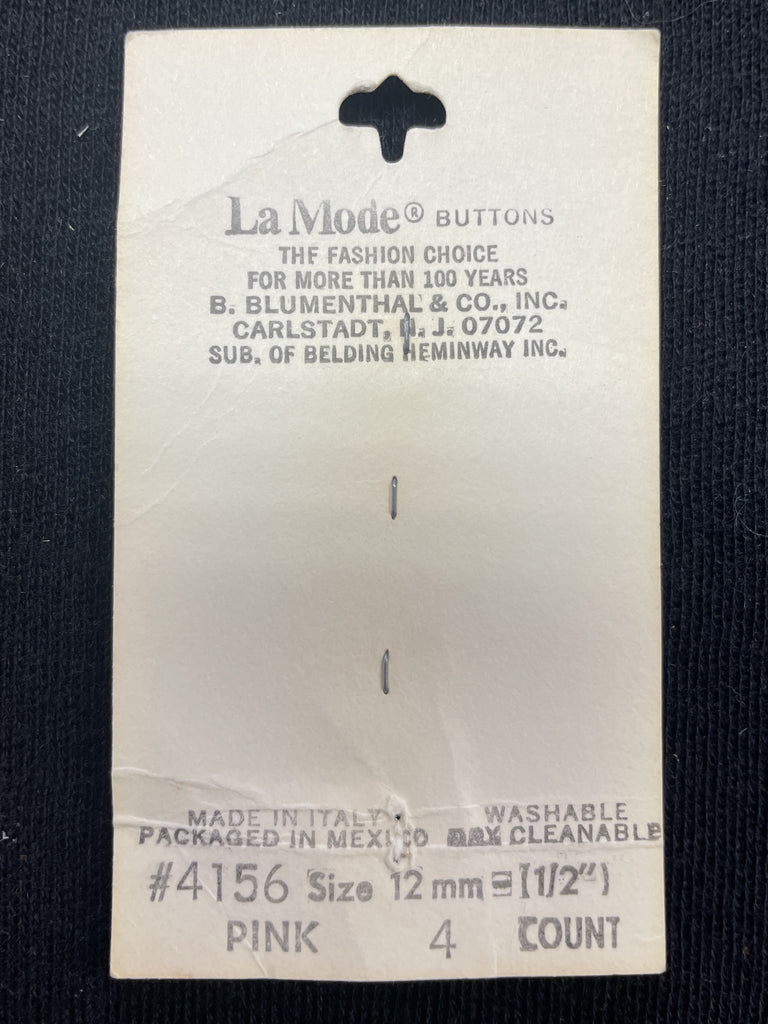 La Mode® BUTTONS
THE FASHION CHOICE
FOR MORE THAN 100 YEARS
B. BLUMENTHAL & CO., INC.
CARLSTADT, N. J. 07072
SUB. OF BELDING HEMINWAY INC.
MADE IN ITALY WASHABLE
PACKAGED IN MEXICO DRY CLEANABLE
#4156 Size 12 mm = (1/2")
PINK 4 COUNT